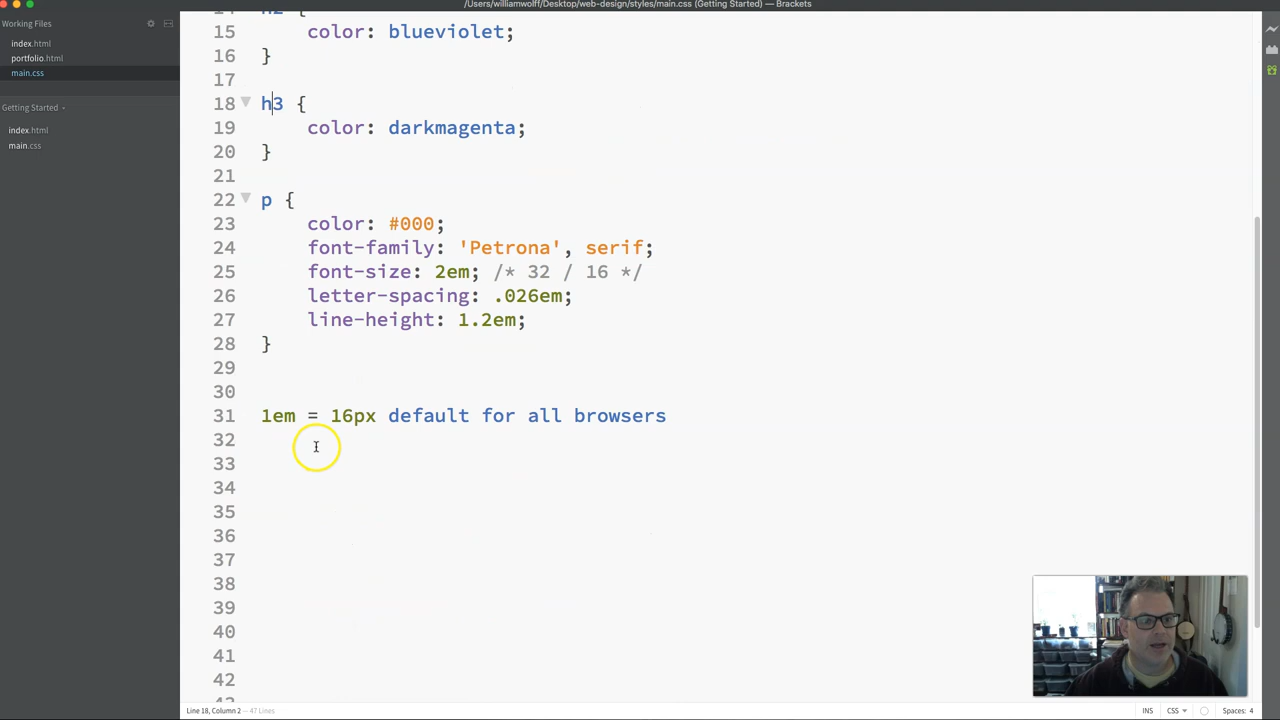 /Users/williamwolff/Desktop/web-design/styles/main.css (Getting Started) — Brackets
Working Files
index.html
portfolio.html
main.css
Getting Started
index.html
main.css
14 h2 {
15 color: blueviolet;
16 }
17
18 h3 {
19 color: darkmagenta;
20 }
21
22 p {
23 color: #000;
24 font-family: 'Petrona', serif;
25 font-size: 2em; /* 32 / 16 */
26 letter-spacing: .026em;
27 line-height: 1.2em;
28 }
29
30
31 1em = 16px default for all browsers
32
33
34
35
36
37
38
39
40
41
42
Line 18, Column 2 — 47 Lines
INS CSS Spaces: 4